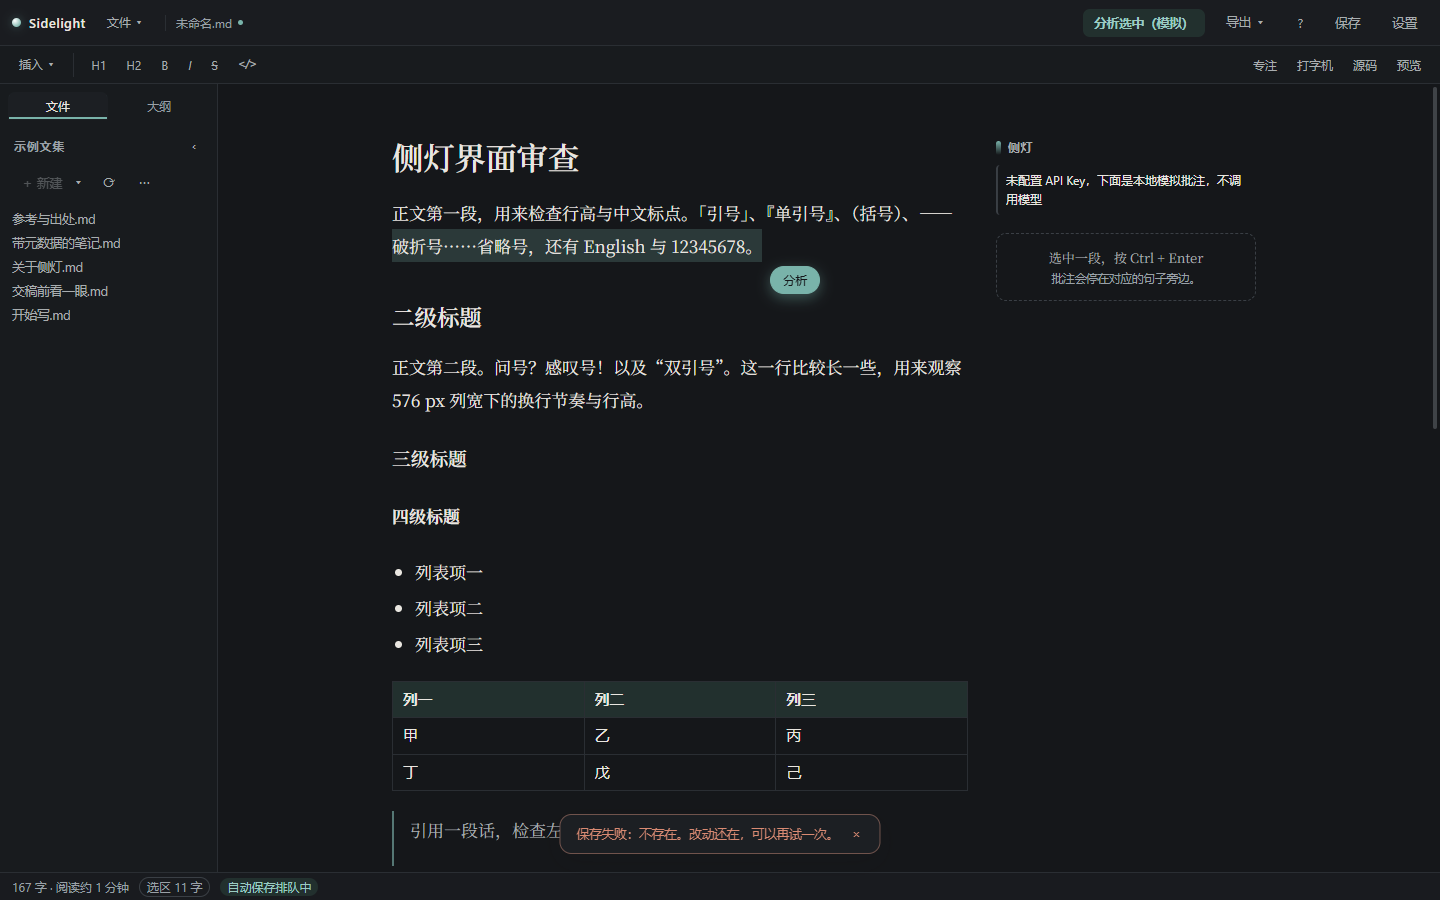 Sidelight 文件 未命名.md 分析选中（模拟） 导出 ? 保存 设置
插入 H1 H2 B I S </> 专注 打字机 源码 预览
文件 大纲
示例文集
+ 新建
参考与出处.md
带元数据的笔记.md
关于侧灯.md
交稿前看一眼.md
开始写.md
侧灯界面审查
正文第一段，用来检查行高与中文标点。「引号」、『单引号』、（括号）、——
破折号……省略号，还有 English 与 12345678。
分析
二级标题
正文第二段。问号？感叹号！以及“双引号”。这一行比较长一些，用来观察
576 px 列宽下的换行节奏与行高。
三级标题
四级标题
• 列表项一
• 列表项二
• 列表项三
列一 列二 列三
甲 乙 丙
丁 戊 己
引用一段话，检查左
保存失败：不存在。改动还在，可以再试一次。 ×
侧灯
未配置 API Key，下面是本地模拟批注，不调
用模型
选中一段，按 Ctrl + Enter
批注会停在对应的句子旁边。
167 字 · 阅读约 1 分钟 选区 11 字 自动保存排队中